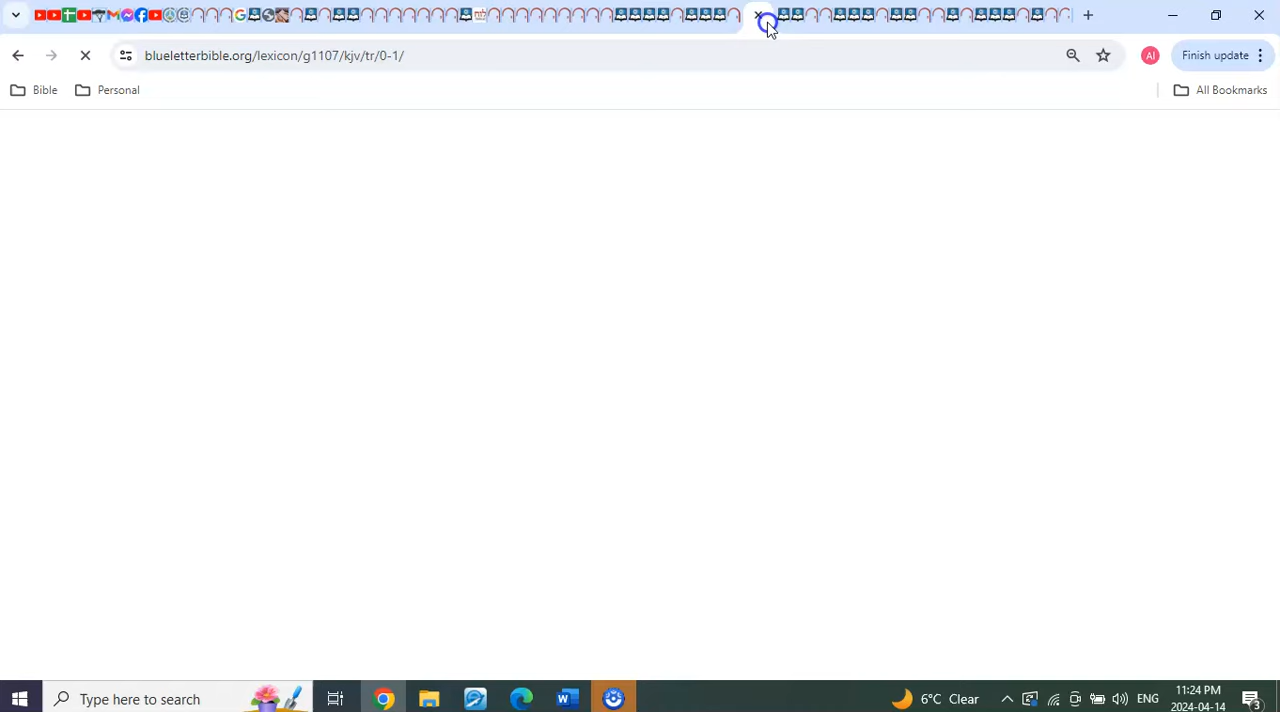 blueletterbible.org/lexicon/g1107/kjv/tr/0-1/
AI
Finish update
Bible
Personal
All Bookmarks
Type here to search
6°C Clear
ENG
11:24 PM
2024-04-14
3